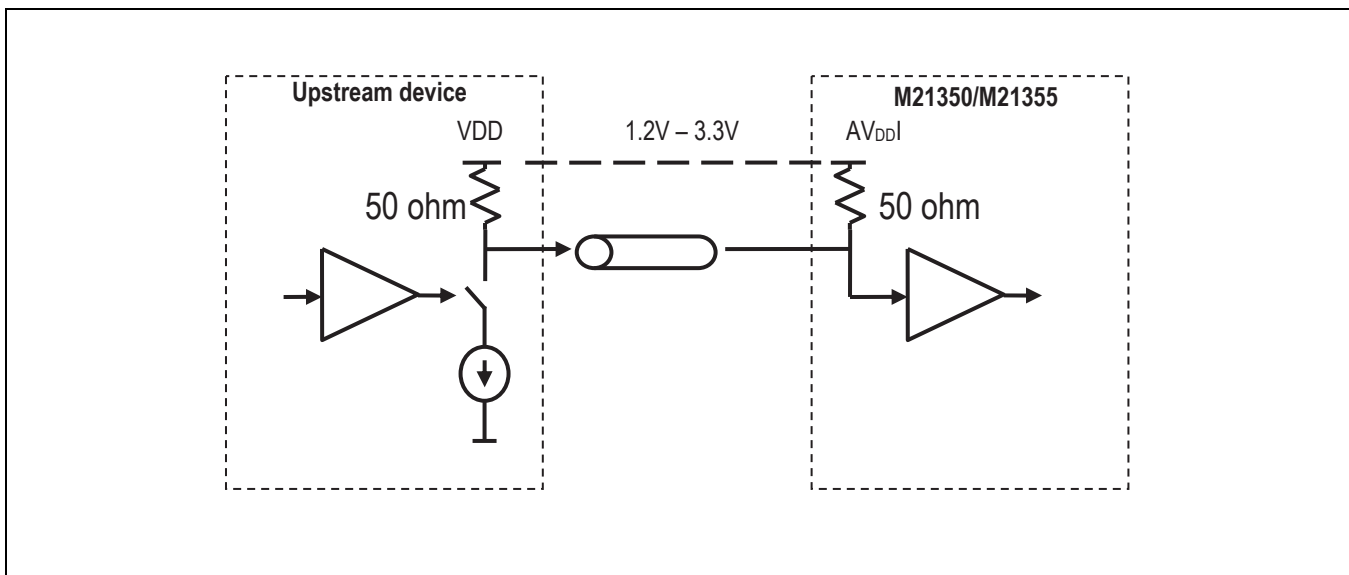 Upstream device
M21350/M21355
VDD
1.2V – 3.3V
AVDDI
50 ohm
50 ohm